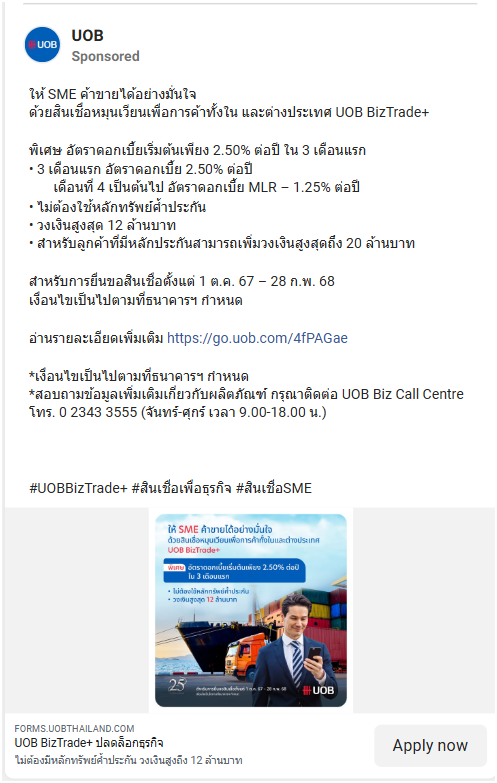 UOB
UOB
Sponsored
ให้ SME ค้าขายได้อย่างมั่นใจ
ด้วยสินเชื่อหมุนเวียนเพื่อการค้าทั้งใน และต่างประเทศ UOB BizTrade+
พิเศษ อัตราดอกเบี้ยเริ่มต้นเพียง 2.50% ต่อปี ใน 3 เดือนแรก
• 3 เดือนแรก อัตราดอกเบี้ย 2.50% ต่อปี
เดือนที่ 4 เป็นต้นไป อัตราดอกเบี้ย MLR – 1.25% ต่อปี
• ไม่ต้องใช้หลักทรัพย์ค้ำประกัน
• วงเงินสูงสุด 12 ล้านบาท
• สำหรับลูกค้าที่มีหลักประกันสามารถเพิ่มวงเงินสูงสุดถึง 20 ล้านบาท
สำหรับการยื่นขอสินเชื่อตั้งแต่ 1 ต.ค. 67 – 28 ก.พ. 68
เงื่อนไขเป็นไปตามที่ธนาคารฯ กำหนด
อ่านรายละเอียดเพิ่มเติม https://go.uob.com/4fPAGae
*เงื่อนไขเป็นไปตามที่ธนาคารฯ กำหนด
*สอบถามข้อมูลเพิ่มเติมเกี่ยวกับผลิตภัณฑ์ กรุณาติดต่อ UOB Biz Call Centre
โทร. 0 2343 3555 (จันทร์-ศุกร์ เวลา 9.00-18.00 น.)
#UOBBizTrade+ #สินเชื่อเพื่อธุรกิจ #สินเชื่อSME
ให้ SME ค้าขายได้อย่างมั่นใจ
ด้วยสินเชื่อหมุนเวียนเพื่อการค้าทั้งในและต่างประเทศ
UOB BizTrade+
พิเศษ อัตราดอกเบี้ยเริ่มต้นเพียง 2.50% ต่อปี
ใน 3 เดือนแรก
• ไม่ต้องใช้หลักทรัพย์ค้ำประกัน
• วงเงินสูงสุด 12 ล้านบาท
25
สำหรับการยื่นขอสินเชื่อตั้งแต่ 1 ต.ค. 67 - 28 ก.พ. 68
UOB
FORMS.UOBTHAILAND.COM
UOB BizTrade+ ปลดล็อกธุรกิจ
ไม่ต้องมีหลักทรัพย์ค้ำประกัน วงเงินสูงถึง 12 ล้านบาท
Apply now